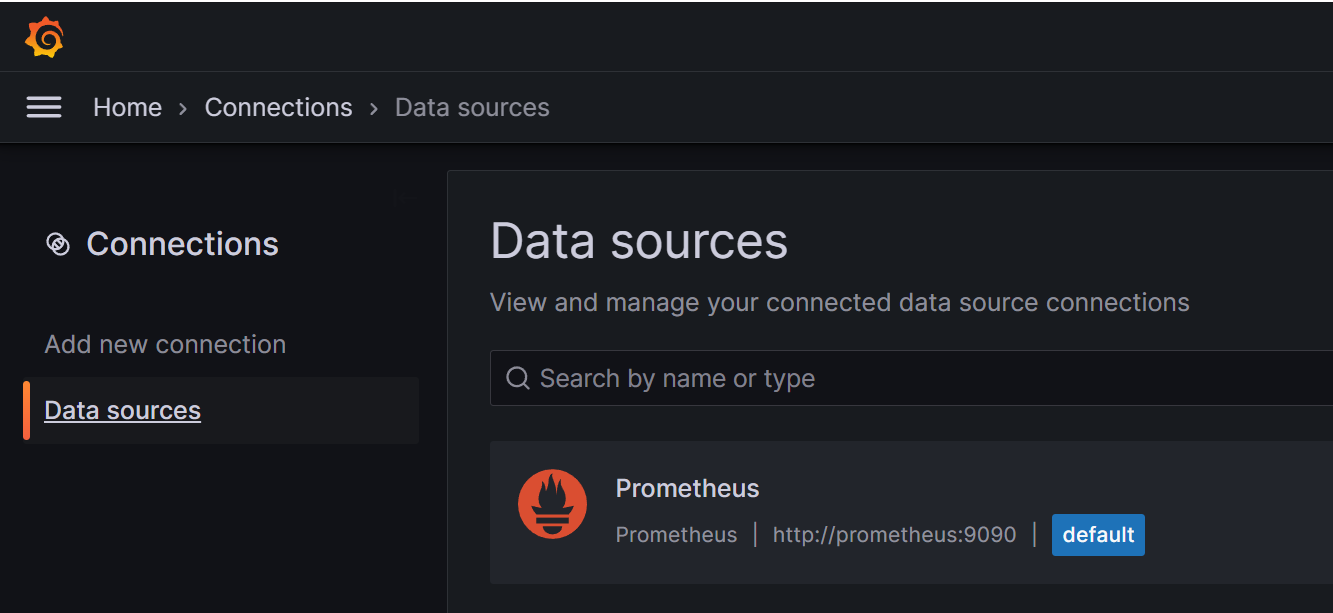 Home › Connections › Data sources
Connections
Add new connection
Data sources
Data sources
View and manage your connected data source connections
Search by name or type
Prometheus
Prometheus | http://prometheus:9090 | default